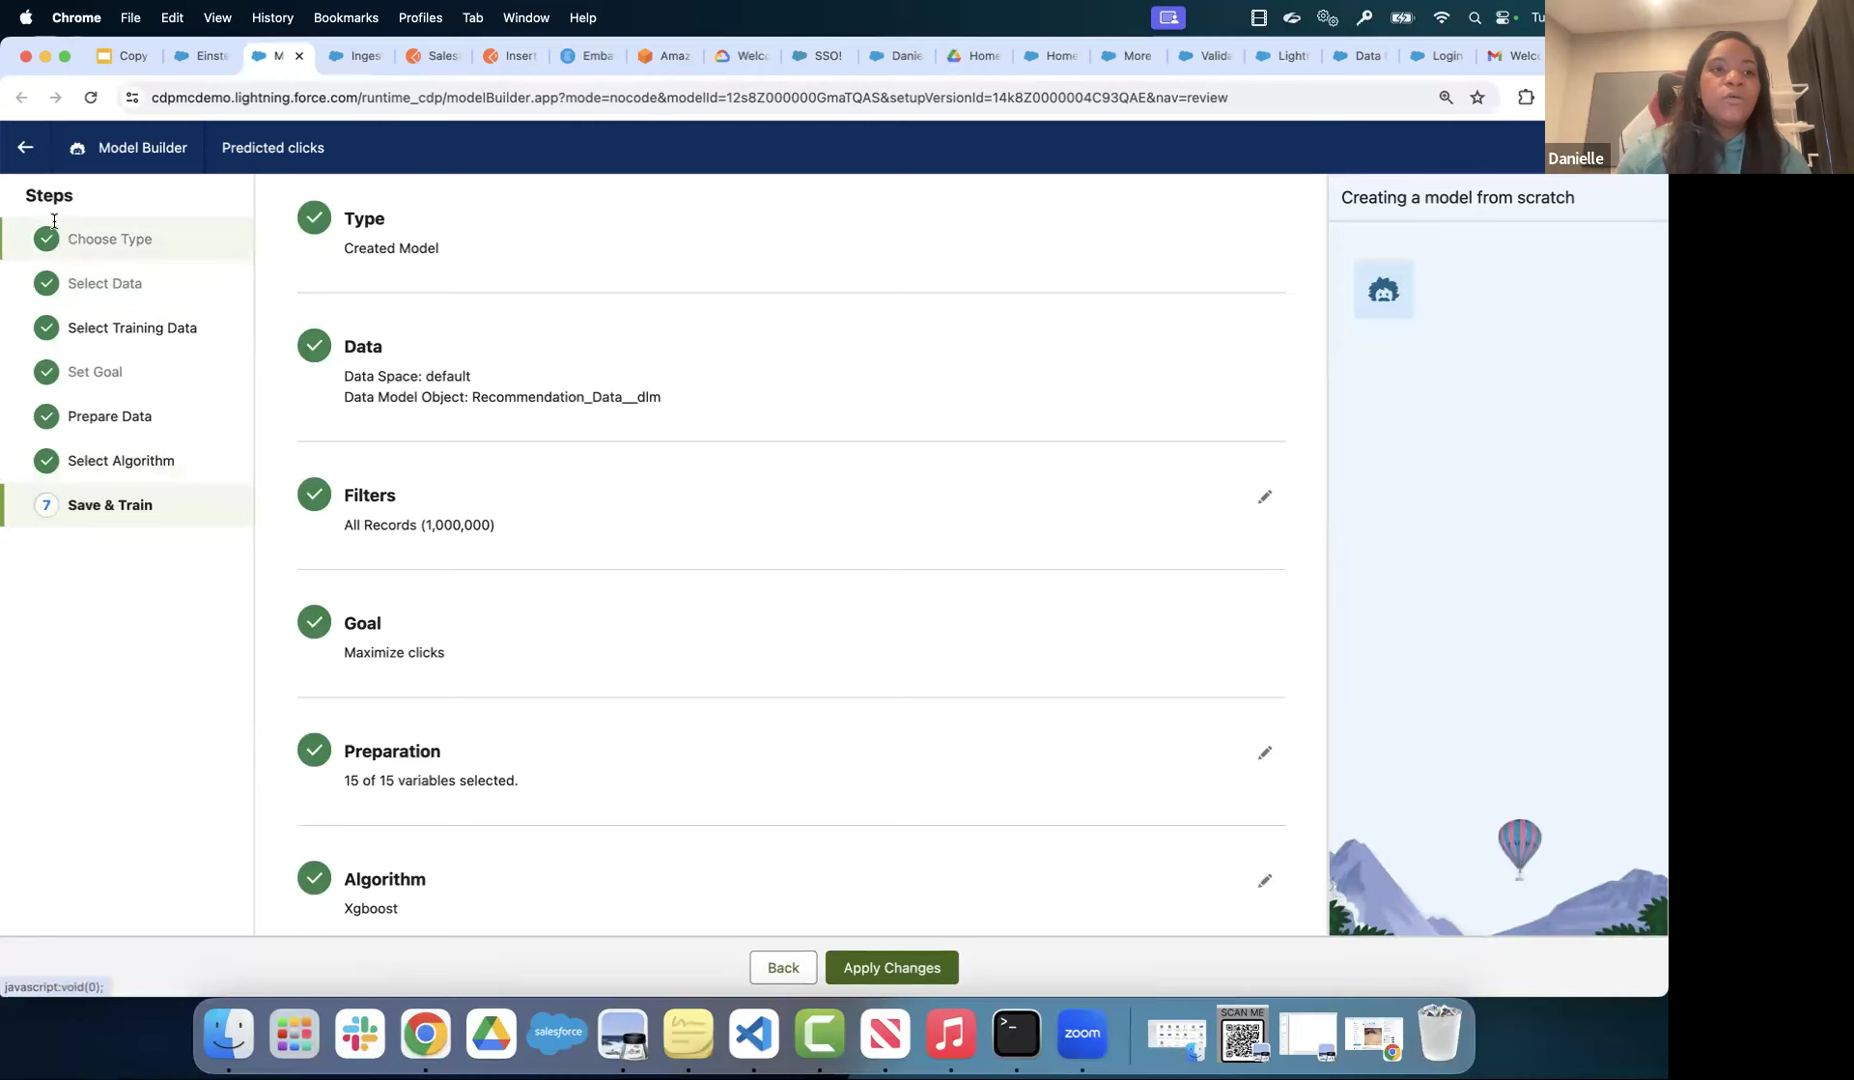 Chrome File Edit View History Bookmarks Profiles Tab Window Help Tu
Copy Einste M Inges Sales Insert Emba Amaz Welco SSO! Danie Home Home More Valida Lightn Data Login Welco
cdpmcdemo.lightning.force.com/runtime_cdp/modelBuilder.app?mode=nocode&modelId=12s8Z000000GmaTQAS&setupVersionId=14k8Z0000004C93QAE&nav=review
Danielle
Model Builder Predicted clicks
Steps
Choose Type
Select Data
Select Training Data
Set Goal
Prepare Data
Select Algorithm
7 Save & Train
Type
Created Model
Data
Data Space: default
Data Model Object: Recommendation_Data__dlm
Filters
All Records (1,000,000)
Goal
Maximize clicks
Preparation
15 of 15 variables selected.
Algorithm
Xgboost
Creating a model from scratch
Back Apply Changes
javascript:void(0);
salesforce
>_
zoom
SCAN ME